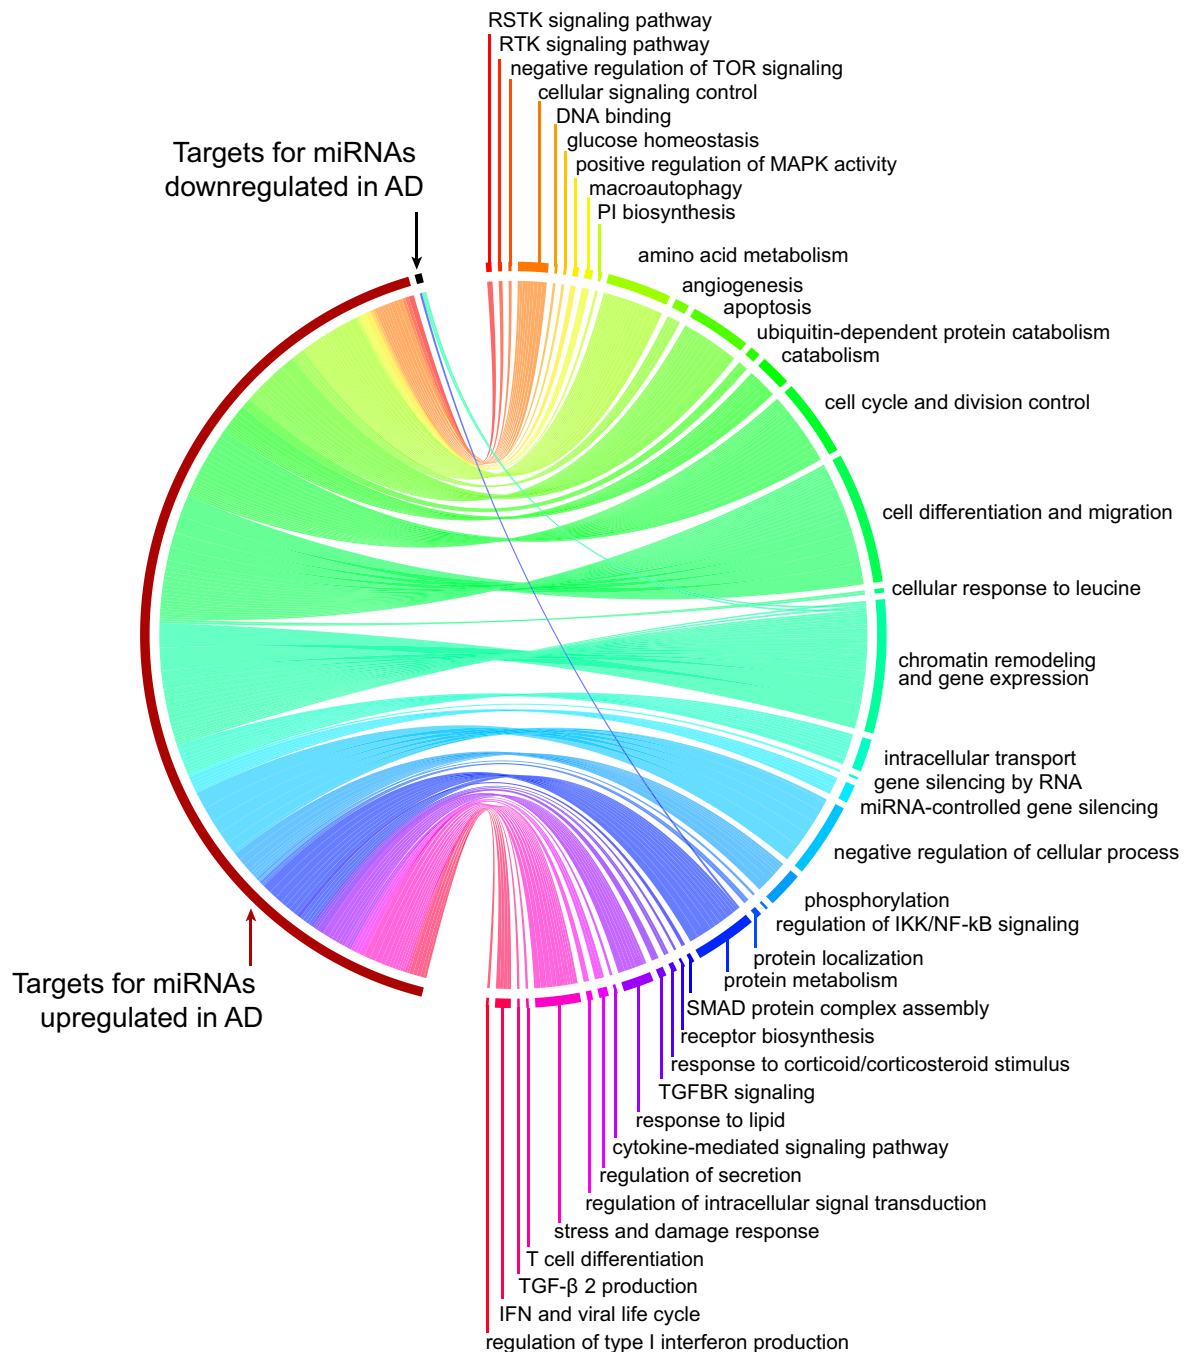 RSTK signaling pathway
RTK signaling pathway
negative regulation of TOR signaling
cellular signaling control
DNA binding
glucose homeostasis
positive regulation of MAPK activity
macroautophagy
PI biosynthesis
Targets for miRNAs
downregulated in AD
amino acid metabolism
angiogenesis
apoptosis
ubiquitin-dependent protein catabolism
catabolism
cell cycle and division control
cell differentiation and migration
cellular response to leucine
chromatin remodeling
and gene expression
intracellular transport
gene silencing by RNA
miRNA-controlled gene silencing
negative regulation of cellular process
phosphorylation
regulation of IKK/NF-kB signaling
protein localization
protein metabolism
Targets for miRNAs
upregulated in AD
SMAD protein complex assembly
receptor biosynthesis
response to corticoid/corticosteroid stimulus
TGFBR signaling
response to lipid
cytokine-mediated signaling pathway
regulation of secretion
regulation of intracellular signal transduction
stress and damage response
T cell differentiation
TGF-β 2 production
IFN and viral life cycle
regulation of type I interferon production